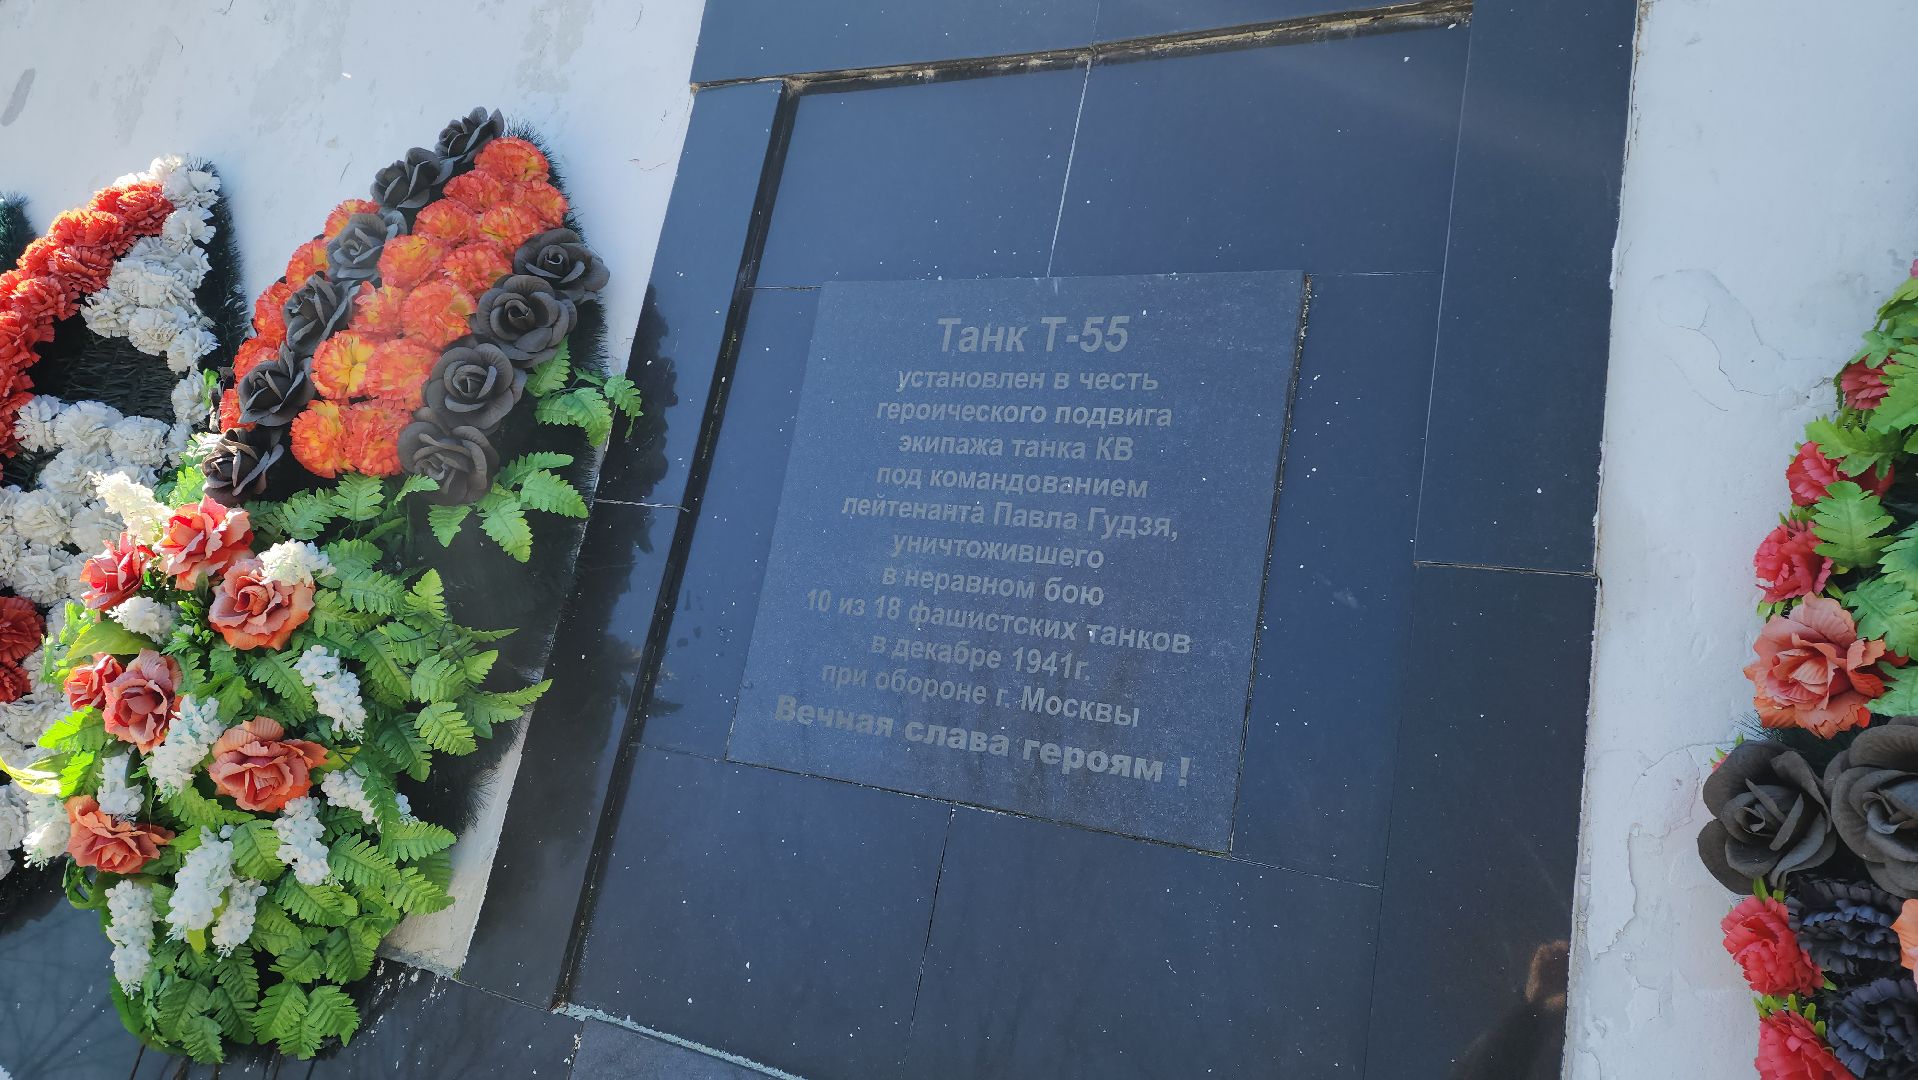 Танк Т-55
установлен в честь
героического подвига
экипажа танка КВ
под командованием
лейтенанта Павла Гудзя,
уничтожившего
в неравном бою
10 из 18 фашистских танков
в декабре 1941г.
при обороне г. Москвы
Вечная слава героям !